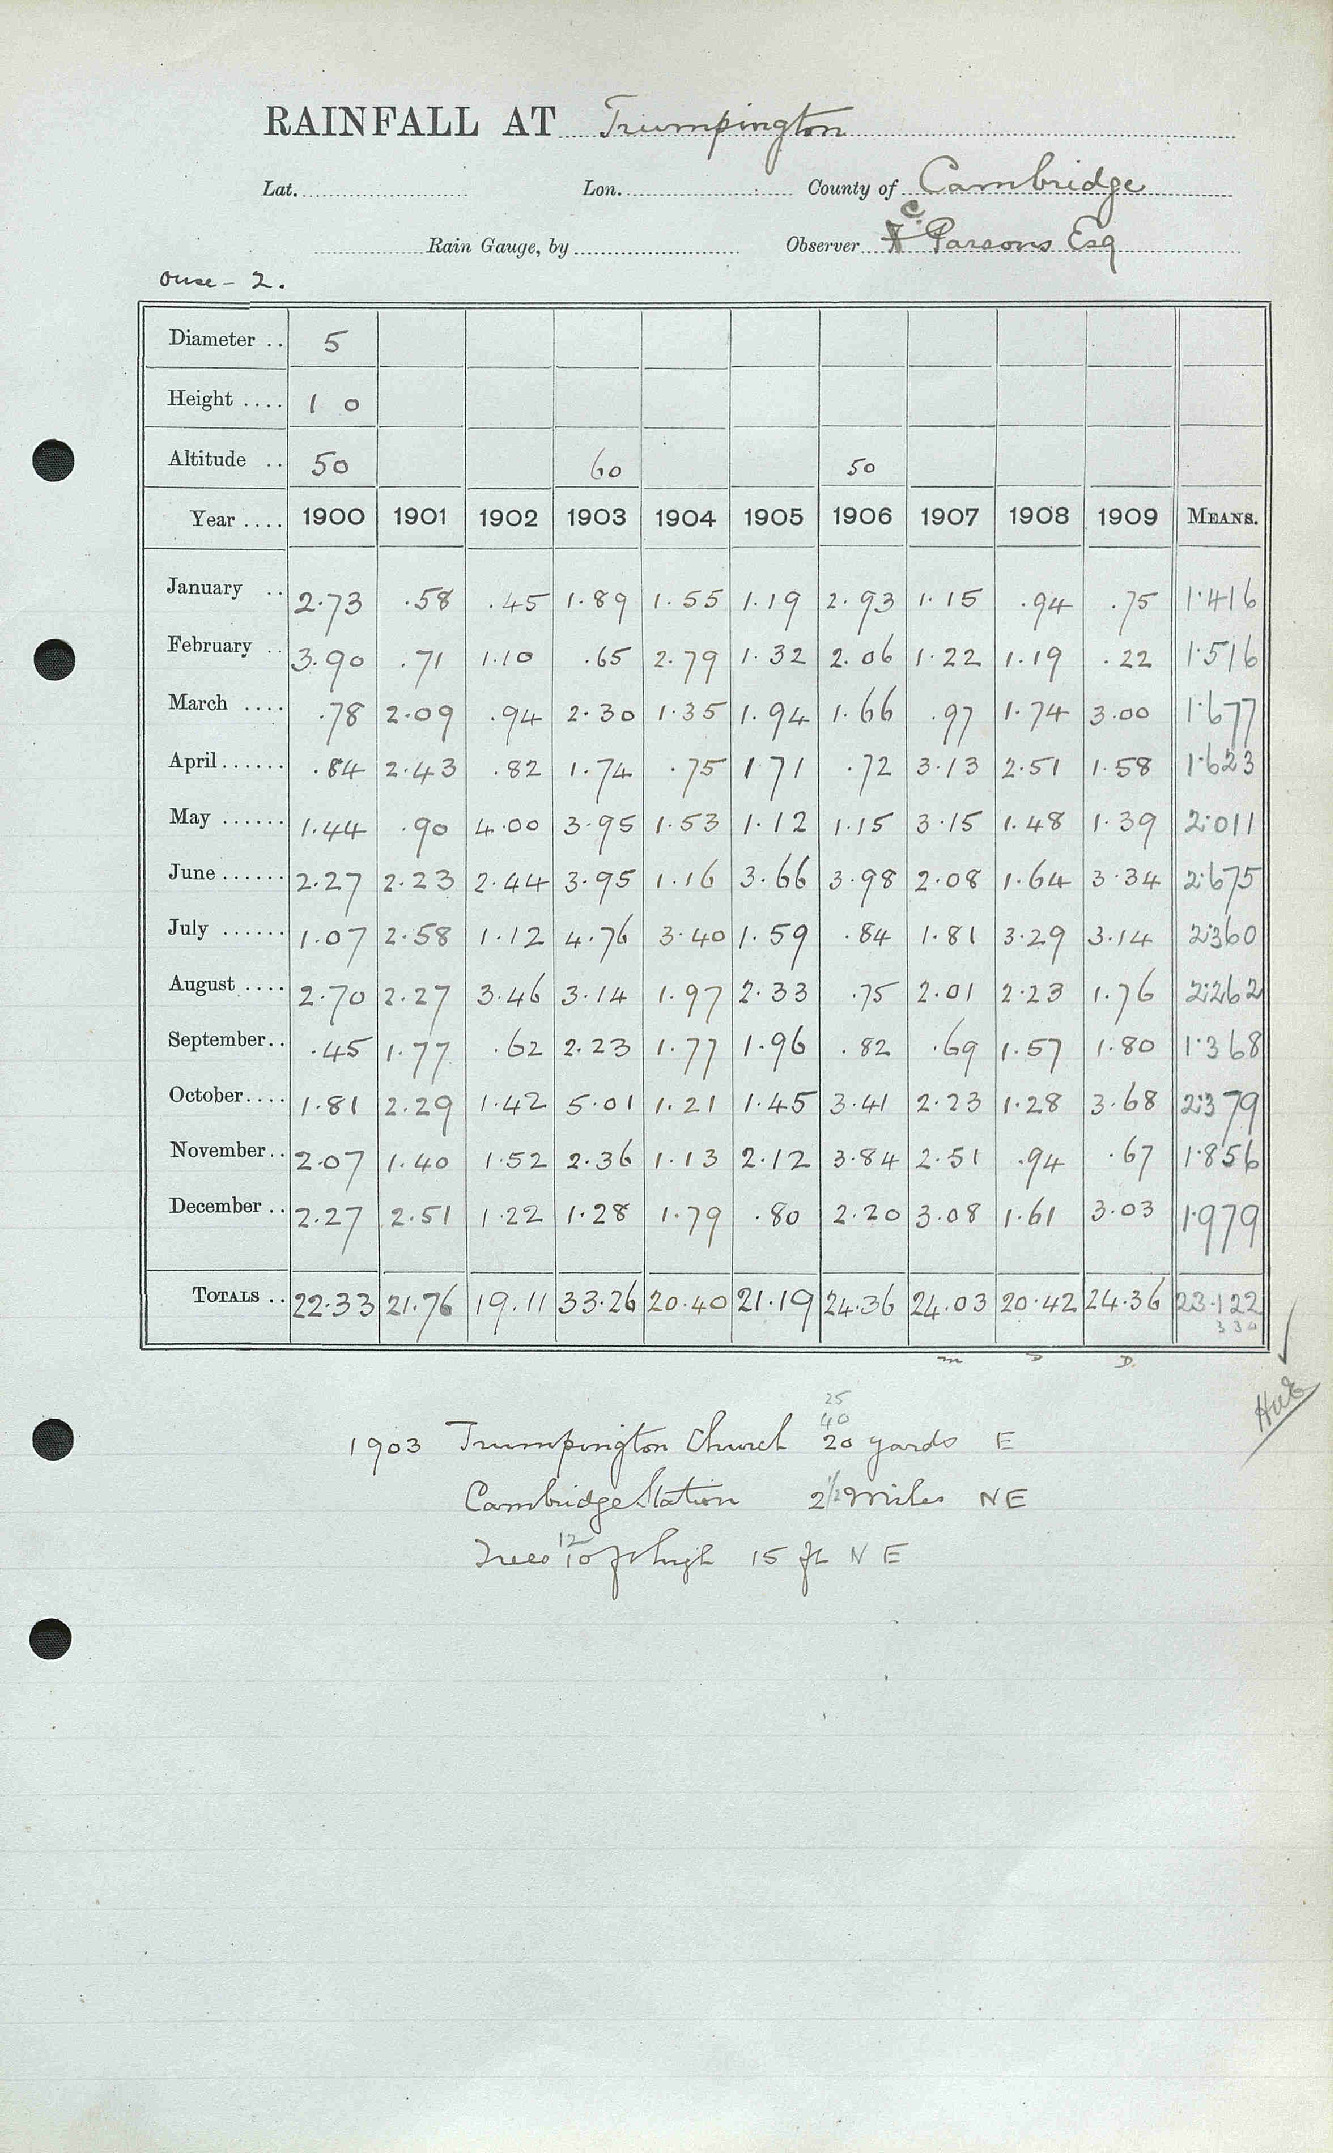 RAINFALL AT Trumpington
Lat. Lon. County of Cambridge
Rain Gauge, by Observer C. Parsons Esq
Ouse - 2.
Diameter .. 5
Height .... 1 0
Altitude .. 50 60 50
Year .... 1900 1901 1902 1903 1904 1905 1906 1907 1908 1909 MEANS.
January .. 2.73 .58 .45 1.89 1.55 1.19 2.93 1.15 .94 .75 1.416
February .. 3.90 .71 1.10 .65 2.79 1.32 2.06 1.22 1.19 .22 1.516
March .... .78 2.09 .94 2.30 1.35 1.94 1.66 .97 1.74 3.00 1.677
April...... .84 2.43 .82 1.74 .75 1.71 .72 3.13 2.51 1.58 1.623
May ...... 1.44 .90 4.00 3.95 1.53 1.12 1.15 3.15 1.48 1.39 2.011
June...... 2.27 2.23 2.44 3.95 1.16 3.66 3.98 2.08 1.64 3.34 2.675
July ...... 1.07 2.58 1.12 4.76 3.40 1.59 .84 1.81 3.29 3.14 2.360
August .... 2.70 2.27 3.46 3.14 1.97 2.33 .75 2.01 2.23 1.76 2.262
September.. .45 1.77 .62 2.23 1.77 1.96 .82 .69 1.57 1.80 1.368
October.... 1.81 2.29 1.42 5.01 1.21 1.45 3.41 2.23 1.28 3.68 2.379
November.. 2.07 1.40 1.52 2.36 1.13 2.12 3.84 2.51 .94 .67 1.856
December .. 2.27 2.51 1.22 1.28 1.79 .80 2.20 3.08 1.61 3.03 1.979
TOTALS .. 22.33 21.76 19.11 33.26 20.40 21.19 24.36 24.03 20.42 24.36 23.122
m D D.
25
40
1903 Trumpington Church 20 yards E
Cambridge Station 2 1/2 miles NE
12
Trees 10 ft high 15 ft N E